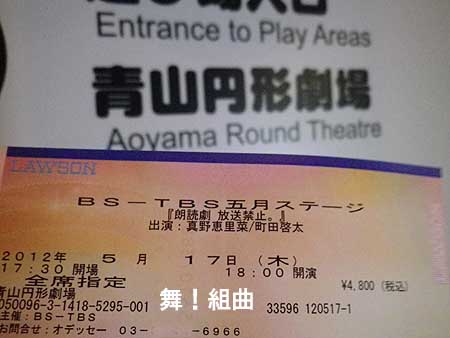 Entrance to Play Areas
青山円形劇場
Aoyama Round Theatre
LAWSON
BS－TBS五月ステージ
『朗読劇 放送禁止。』
出演：真野恵里菜/町田啓太
2012年 5月 17日（木）
17:30 開場 18:00 開演
全席指定 ¥4,800（税込）
青山円形劇場
050096-3-1418-5295-001 舞！組曲 33596 120517-1
主催：BS-TBS
お問合せ：オデッセー 03- -6966